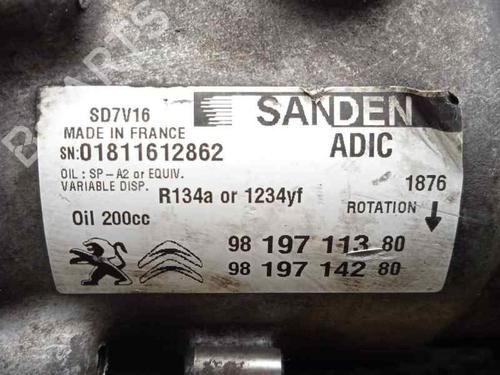 PARTS
SANDEN
SD7V16
MADE IN FRANCE
ADIC
SN:01811612862
OIL : SP-A2 or EQUIV.
VARIABLE DISP.
1876
R134a or 1234yf
ROTATION
Oil 200cc
98 197 113 80
98 197 142 80